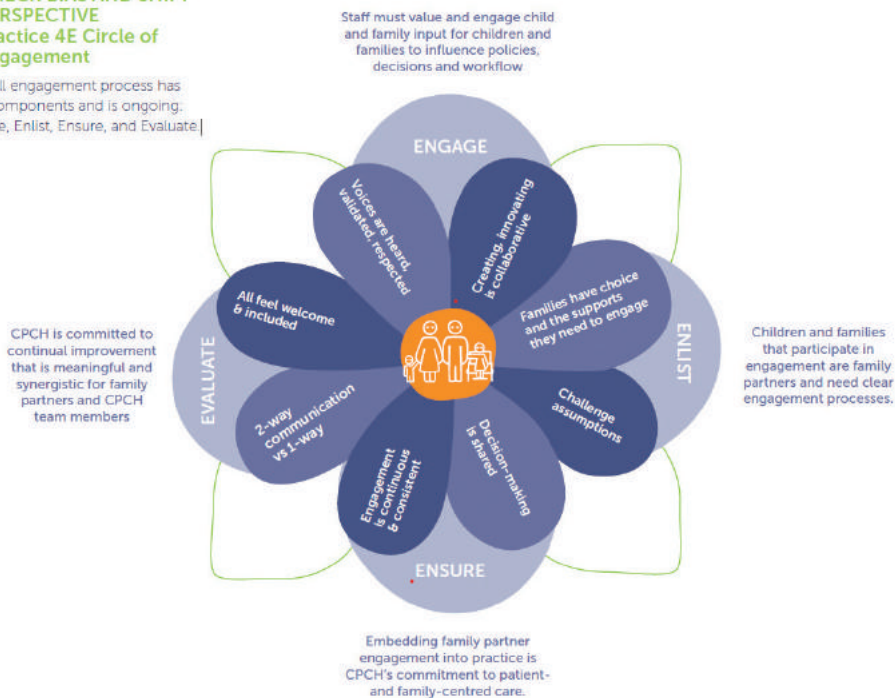 PERSPECTIVE
Practice 4E Circle of
Engagement
engagement process has
components and is ongoing:
Enlist, Ensure, and Evaluate.
Staff must value and engage child
and family input for children and
families to influence policies,
decisions and workflow
ENGAGE
Voices are heard,
validated, respected
Creating, innovating
is collaborative
All feel welcome
& included
Families have choice
and the supports
they need to engage
EVALUATE
ENLIST
CPCH is committed to
continual improvement
that is meaningful and
synergistic for family
partners and CPCH
team members
Children and families
that participate in
engagement are family
partners and need clear
engagement processes.
2-way
communication
vs 1-way
Challenge
assumptions
Engagement
is continuous
& consistent
Decision-making
is shared
ENSURE
Embedding family partner
engagement into practice is
CPCH's commitment to patient-
and family-centred care.